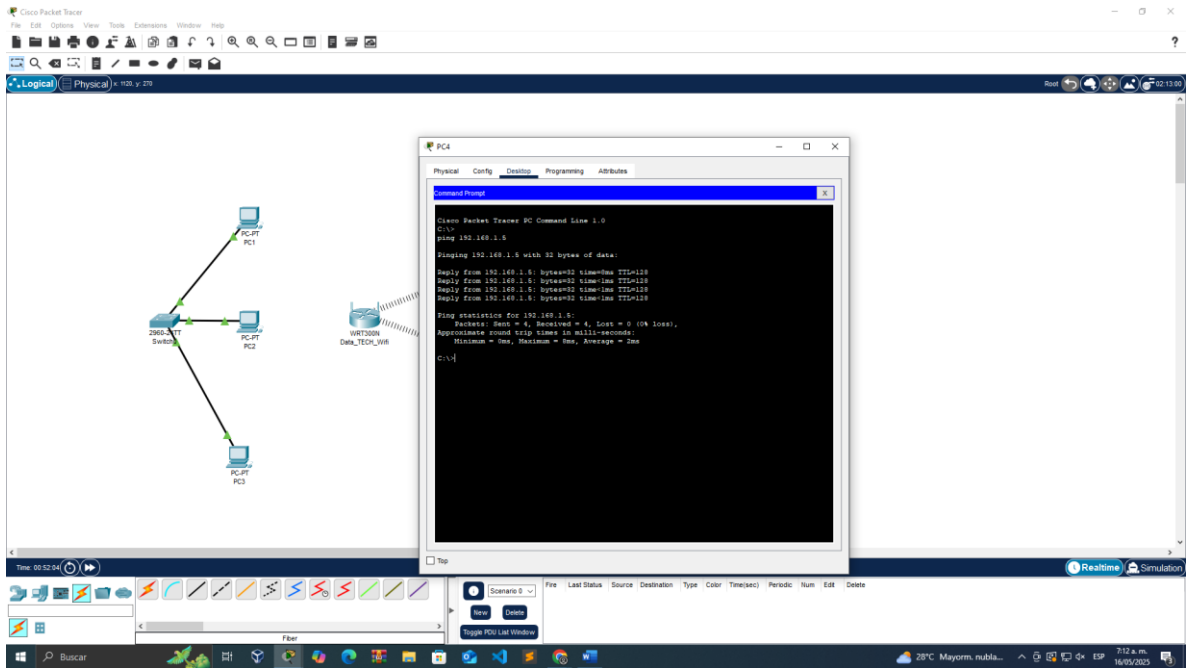 Cisco Packet Tracer
File Edit Options View Tools Extensions Window Help
?
Logical Physical x: 1120, y: 270
Root 02:13:00
PC4
Physical Config Desktop Programming Attributes
Command Prompt X
Cisco Packet Tracer PC Command Line 1.0
C:\>
ping 192.168.1.5
Pinging 192.168.1.5 with 32 bytes of data:
Reply from 192.168.1.5: bytes=32 time=8ms TTL=128
Reply from 192.168.1.5: bytes=32 time<1ms TTL=128
Reply from 192.168.1.5: bytes=32 time<1ms TTL=128
Reply from 192.168.1.5: bytes=32 time<1ms TTL=128
Ping statistics for 192.168.1.5:
Packets: Sent = 4, Received = 4, Lost = 0 (0% loss),
Approximate round trip times in milli-seconds:
Minimum = 0ms, Maximum = 8ms, Average = 2ms
C:\>
Top
PC-PT
PC1
PC-PT
PC2
WRT300N
Data_TECH_Wifi
PC-PT
PC3
Time: 00:52:04
Realtime Simulation
Scenario 0
New Delete
Toggle PDU List Window
Fire Last Status Source Destination Type Color Time(sec) Periodic Num Edit Delete
Fiber
Buscar
28°C Mayorm. nubla...
ESP
7:12 a. m.
16/05/2025